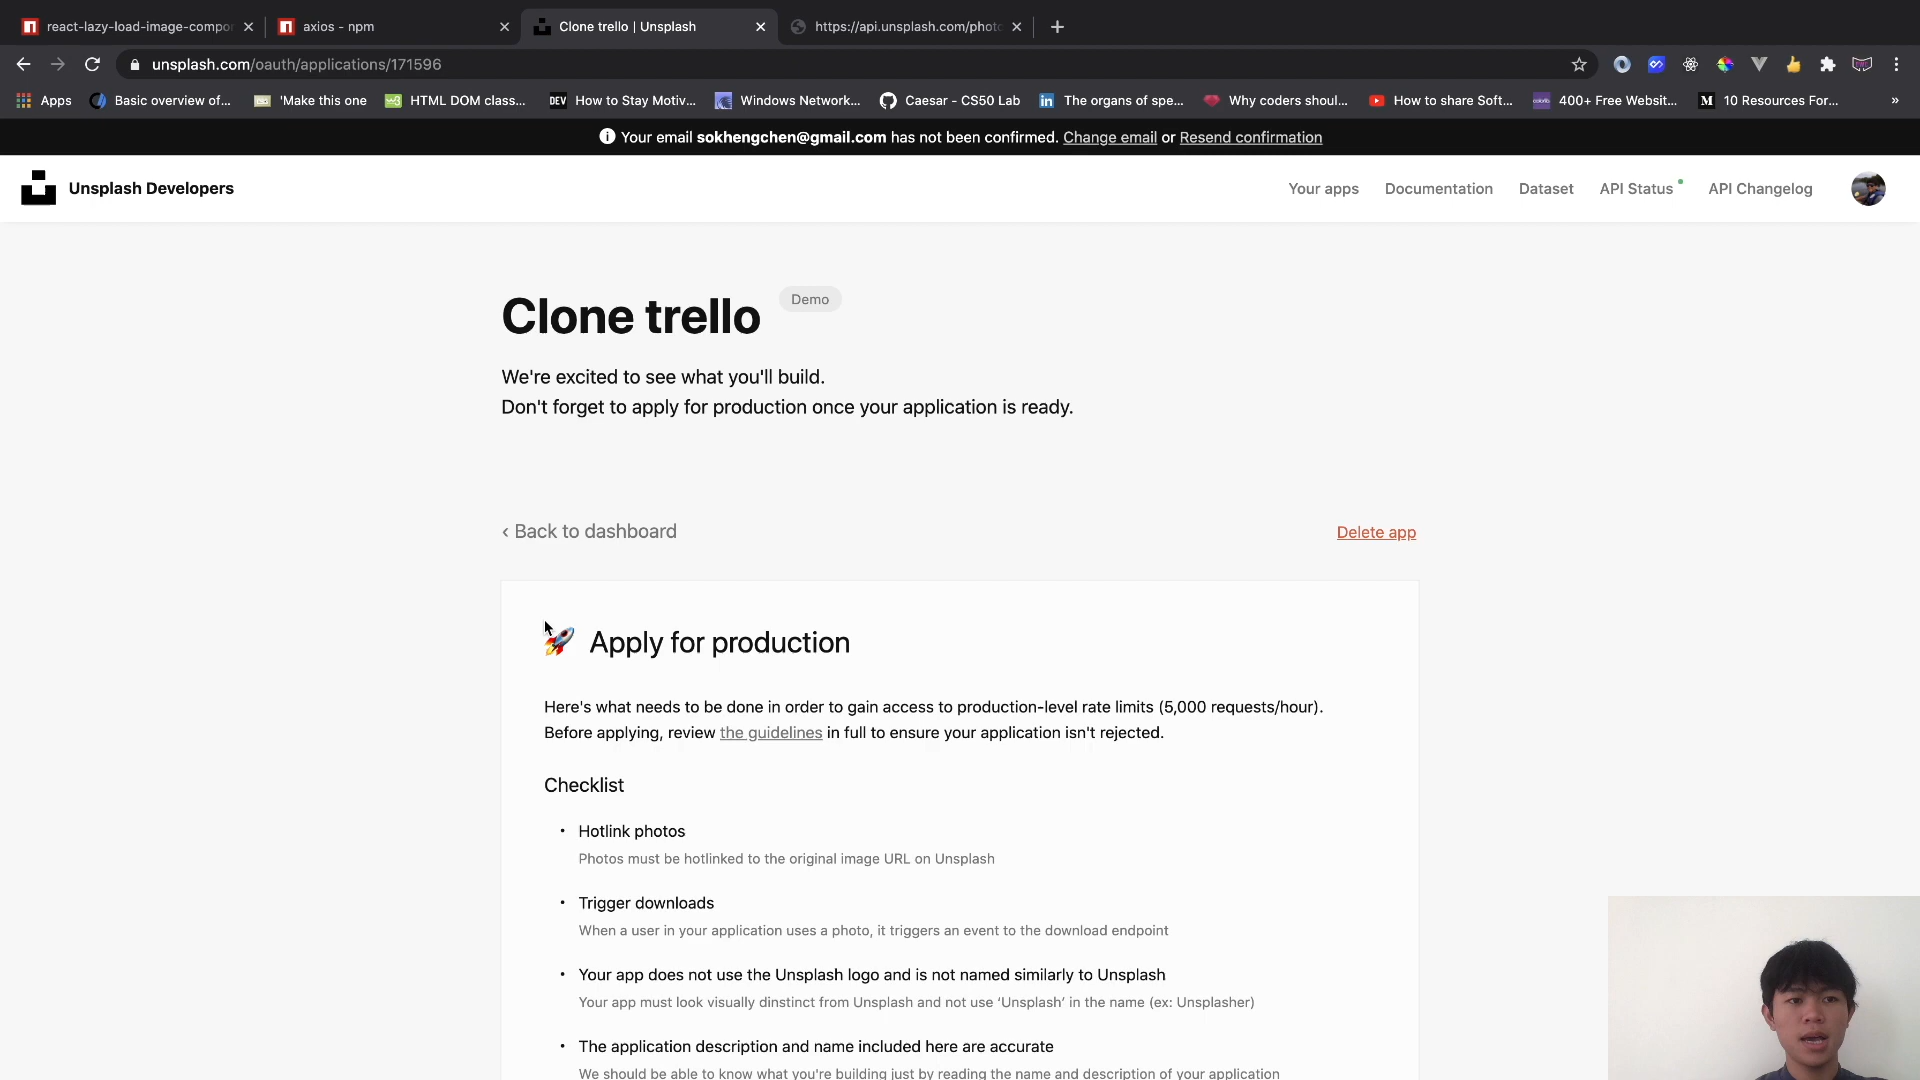 react-lazy-load-image-compo
axios - npm
Clone trello | Unsplash
https://api.unsplash.com/photo
unsplash.com/oauth/applications/171596
Apps
Basic overview of...
'Make this one
HTML DOM class...
DEV How to Stay Motiv...
Windows Network...
Caesar - CS50 Lab
in The organs of spe...
Why coders shoul...
How to share Soft...
400+ Free Websit...
M 10 Resources For...
»
Your email sokhengchen@gmail.com has not been confirmed. Change email or Resend confirmation
Unsplash Developers
Your apps
Documentation
Dataset
API Status
API Changelog
Clone trello
Demo
We're excited to see what you'll build.
Don't forget to apply for production once your application is ready.
‹ Back to dashboard
Delete app
Apply for production
Here's what needs to be done in order to gain access to production-level rate limits (5,000 requests/hour).
Before applying, review the guidelines in full to ensure your application isn't rejected.
Checklist
• Hotlink photos
Photos must be hotlinked to the original image URL on Unsplash
• Trigger downloads
When a user in your application uses a photo, it triggers an event to the download endpoint
• Your app does not use the Unsplash logo and is not named similarly to Unsplash
Your app must look visually dinstinct from Unsplash and not use ‘Unsplash’ in the name (ex: Unsplasher)
• The application description and name included here are accurate
We should be able to know what you're building just by reading the name and description of your application